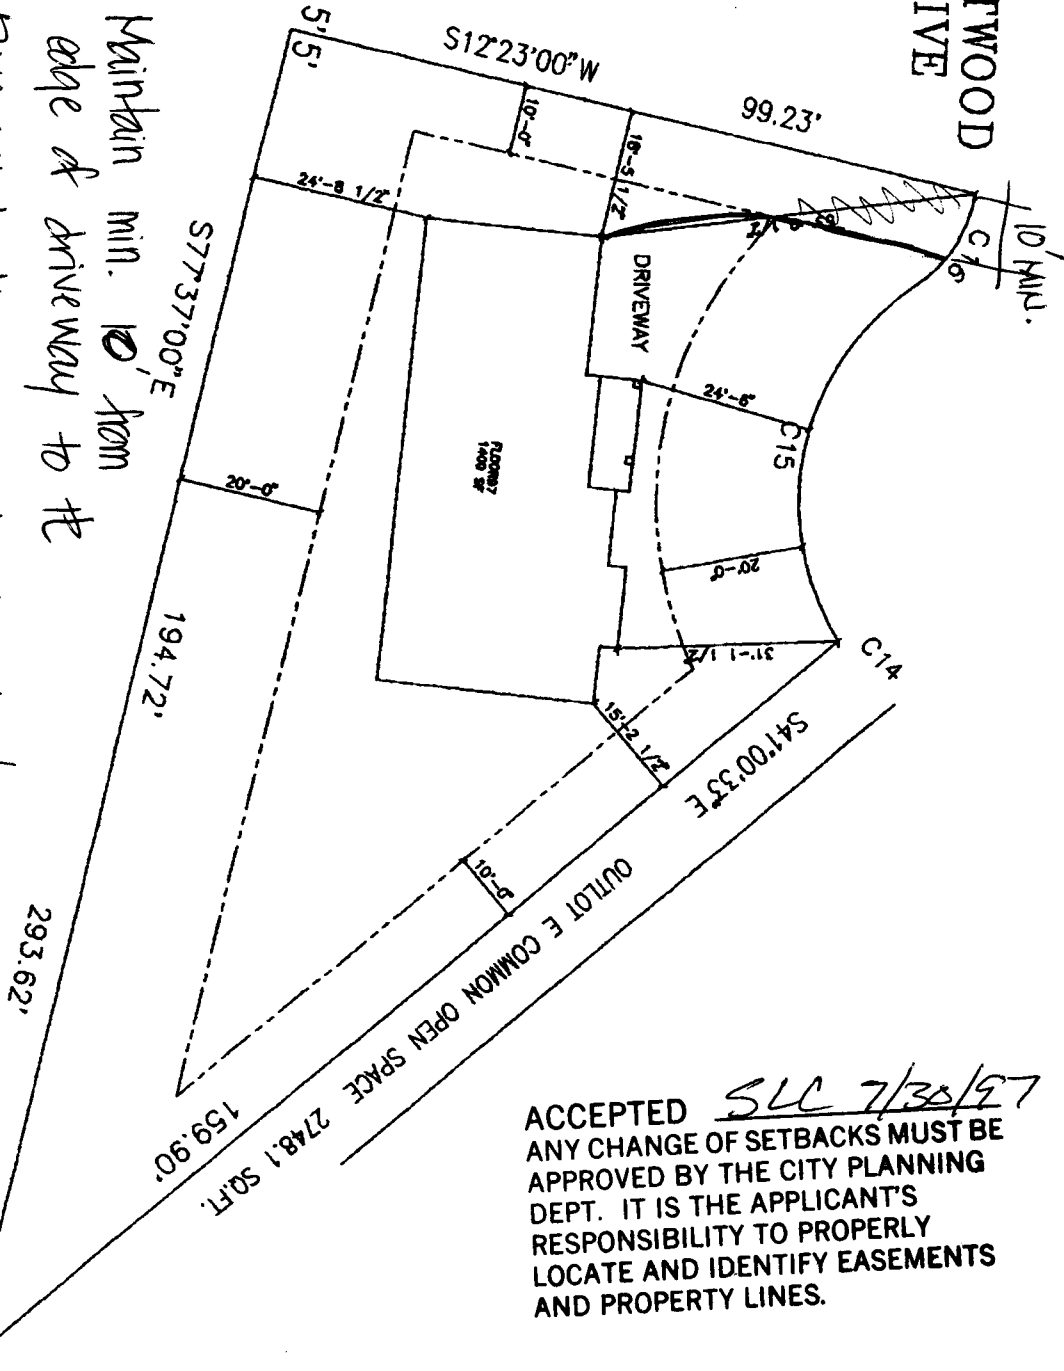 TWOOD
IVE
5'
5'
S12°23'00"W
99.23'
10' MIN.
C16
10'-0"
18'-5 1/2"
24'-8 1/2"
DRIVEWAY
24'-6"
C15
20'-0"
31'-1 1/2"
C14
FLOOR97
1409 SF
20'-0"
15'-2 1/2"
10'-0"
S77°37'00"E
194.72'
293.62'
S41°00'33"E
159.90'
OUTLOT E COMMON OPEN SPACE 2748.1 SQ.FT.
Maintain min. 10' from
edge of driveway to
ACCEPTED SLC 7/30/97
ANY CHANGE OF SETBACKS MUST BE
APPROVED BY THE CITY PLANNING
DEPT. IT IS THE APPLICANT'S
RESPONSIBILITY TO PROPERLY
LOCATE AND IDENTIFY EASEMENTS
AND PROPERTY LINES.